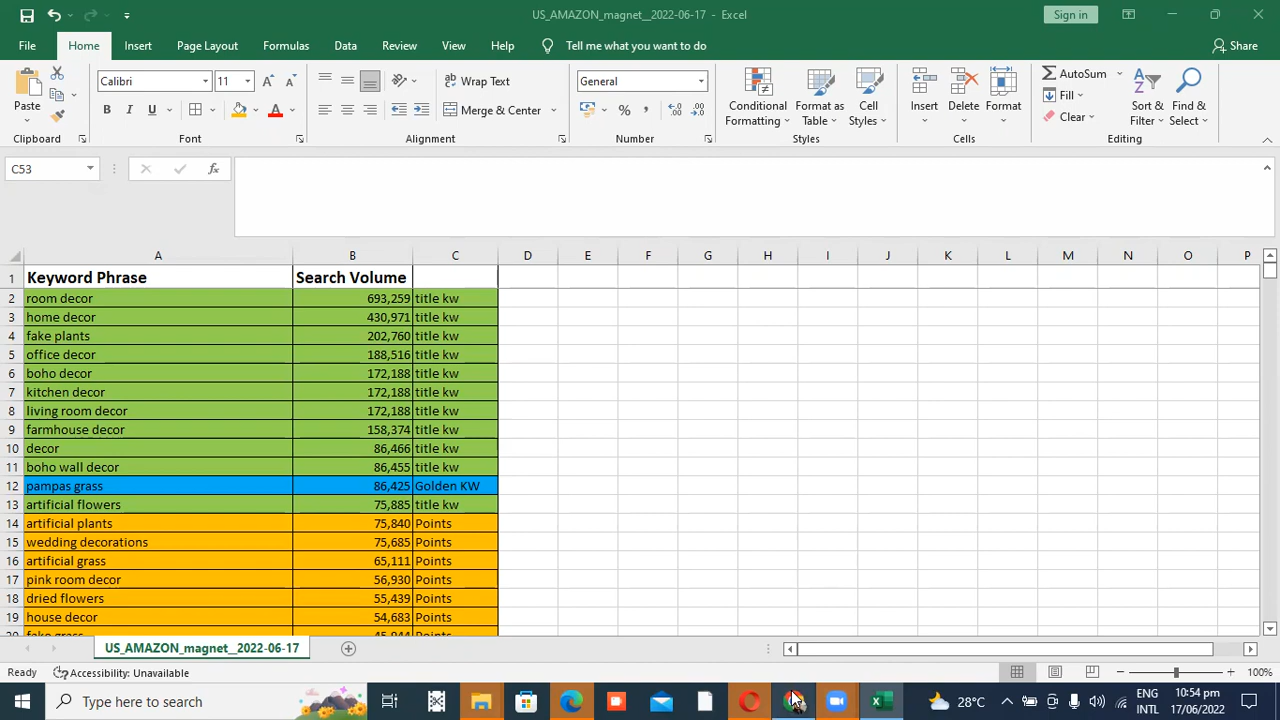 US_AMAZON_magnet__2022-06-17 - Excel
Sign in
File Home Insert Page Layout Formulas Data Review View Help Tell me what you want to do Share
Paste
Clipboard
Calibri 11
B I U
Font
Wrap Text
Merge & Center
Alignment
General
Number
Conditional Formatting
Format as Table
Cell Styles
Styles
Insert Delete Format
Cells
AutoSum
Fill
Clear
Sort & Filter
Find & Select
Editing
C53
fx
A B C D E F G H I J K L M N O P
1 Keyword Phrase Search Volume
2 room decor 693,259 title kw
3 home decor 430,971 title kw
4 fake plants 202,760 title kw
5 office decor 188,516 title kw
6 boho decor 172,188 title kw
7 kitchen decor 172,188 title kw
8 living room decor 172,188 title kw
9 farmhouse decor 158,374 title kw
10 decor 86,466 title kw
11 boho wall decor 86,455 title kw
12 pampas grass 86,425 Golden KW
13 artificial flowers 75,885 title kw
14 artificial plants 75,840 Points
15 wedding decorations 75,685 Points
16 artificial grass 65,111 Points
17 pink room decor 56,930 Points
18 dried flowers 55,439 Points
19 house decor 54,683 Points
20 fake grass 45,944 Points
US_AMAZON_magnet__2022-06-17
Ready Accessibility: Unavailable 100%
Type here to search
28°C
ENG
INTL
10:54 pm
17/06/2022